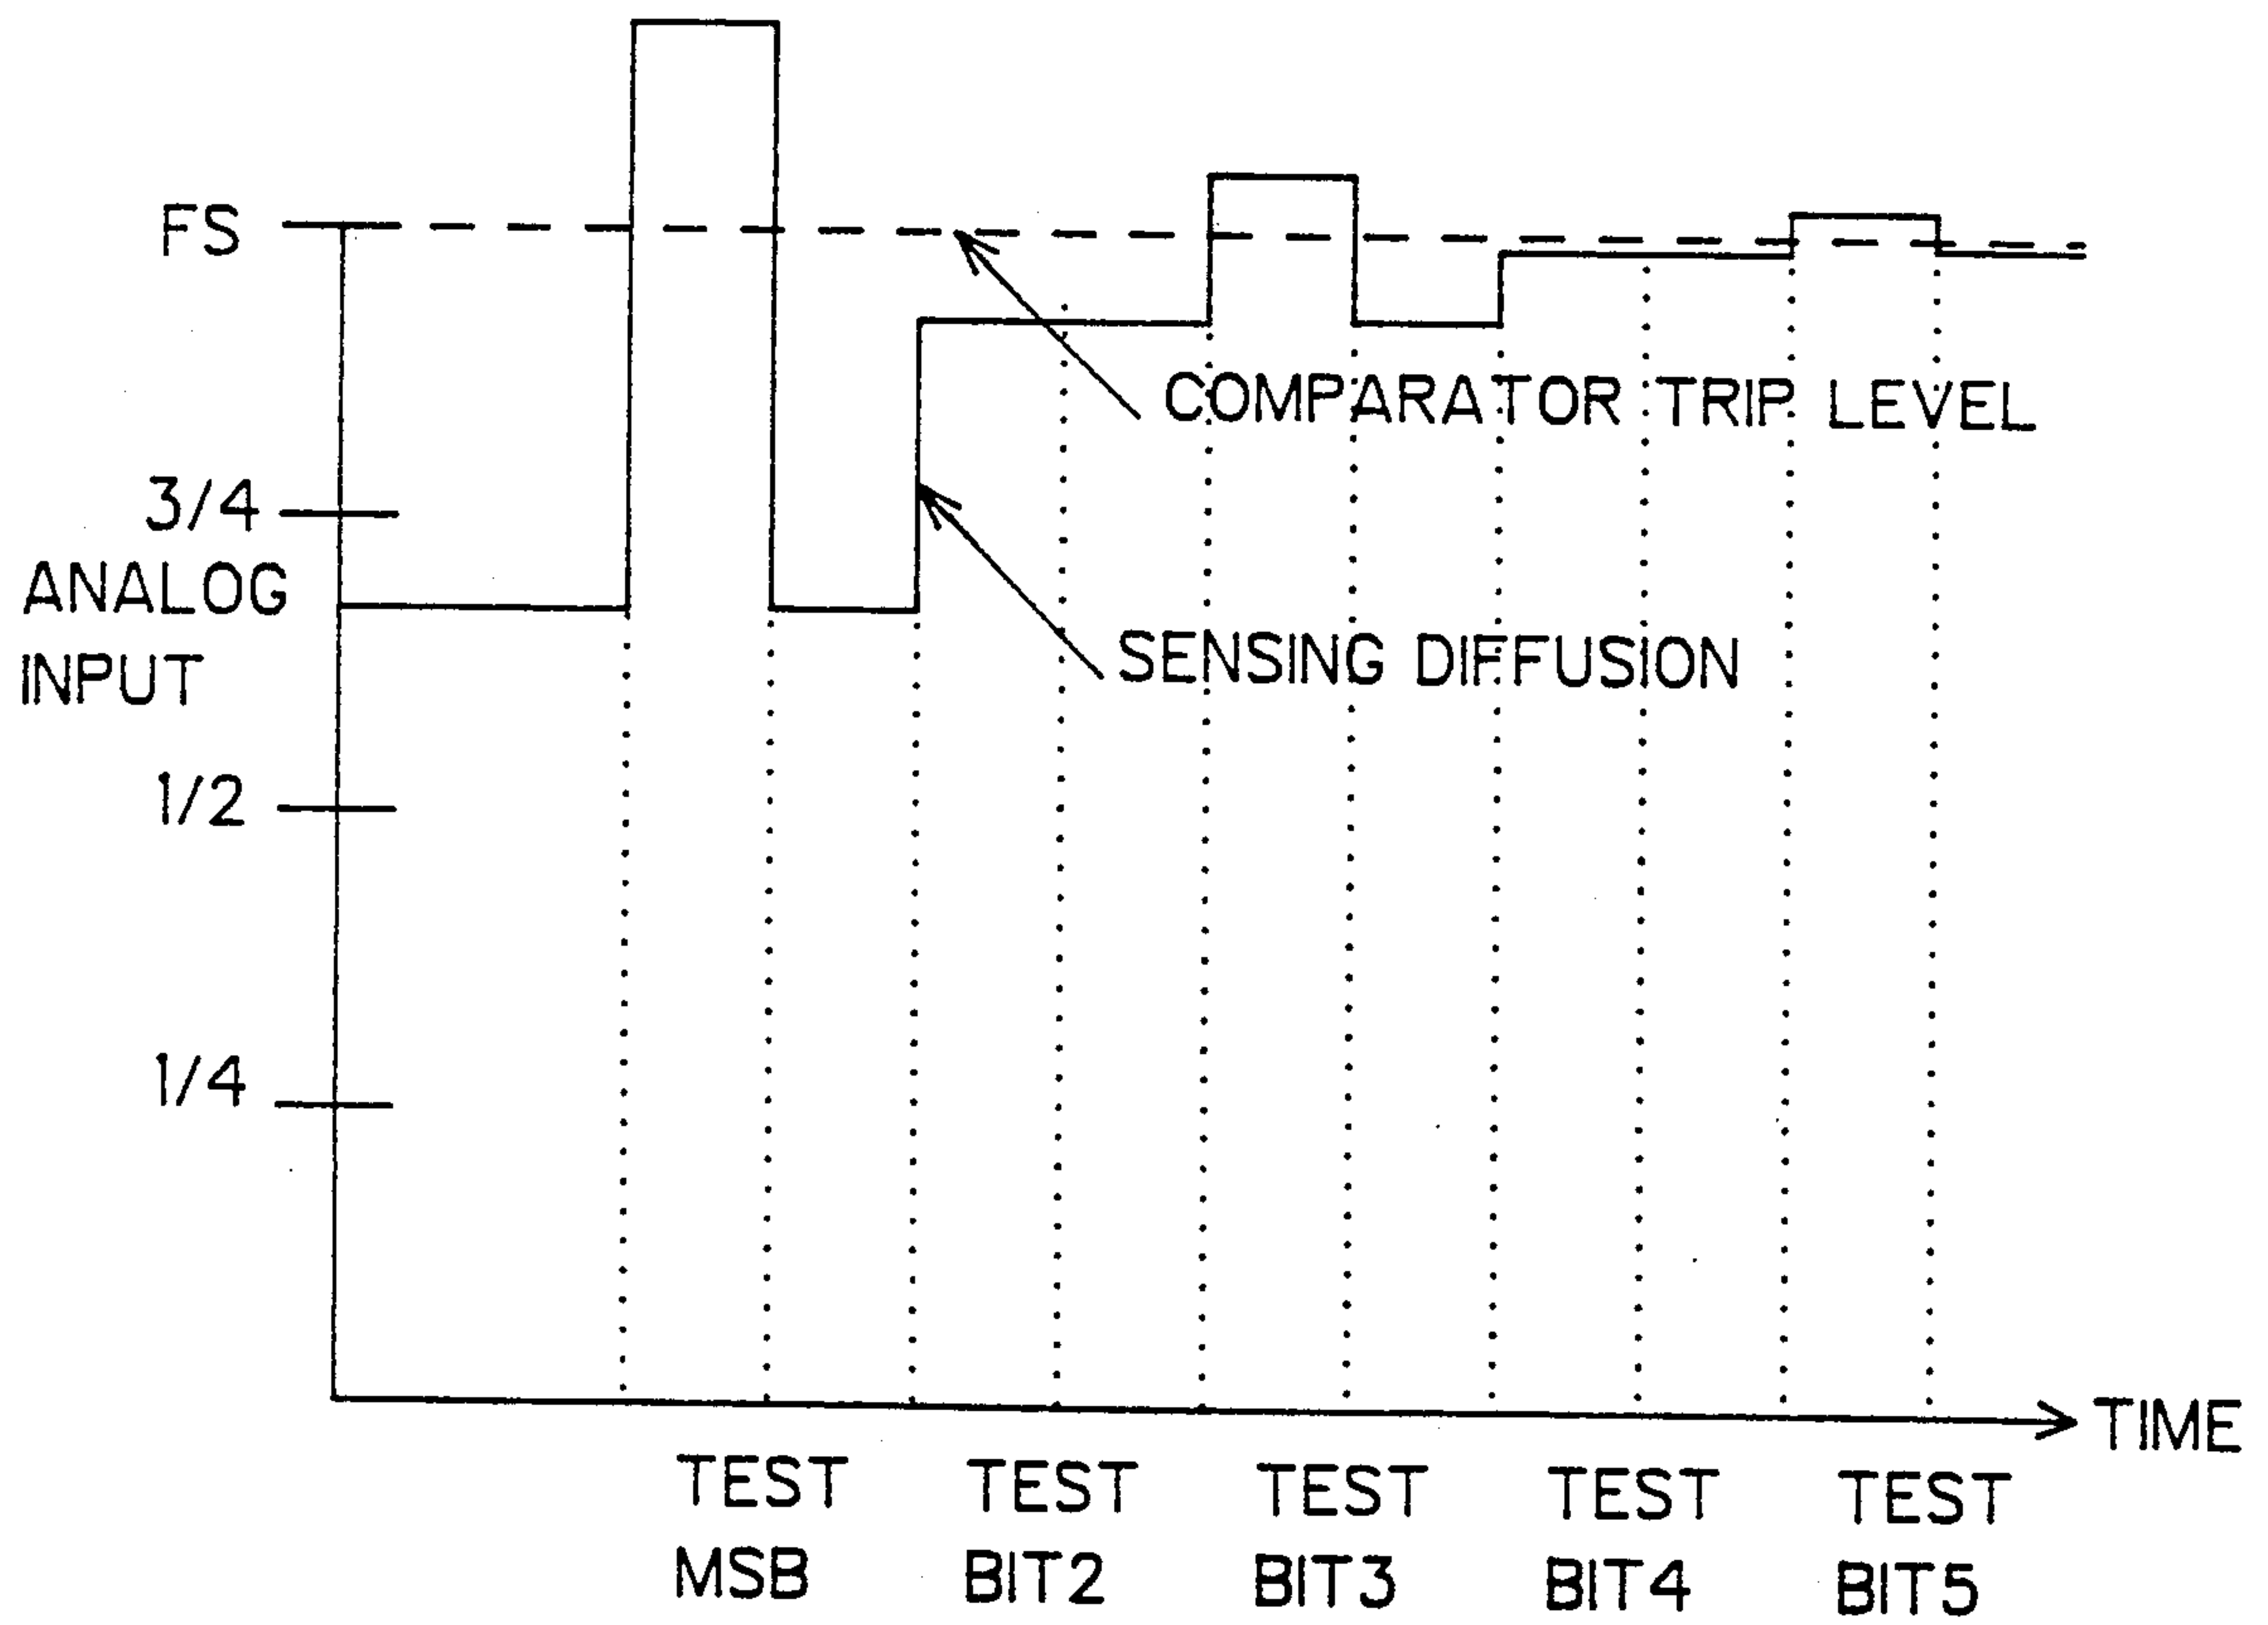 FS
COMPARATOR TRIP LEVEL
3/4
ANALOG
INPUT
SENSING DIFFUSION
1/2
1/4
TIME
TEST
MSB
TEST
BIT2
TEST
BIT3
TEST
BIT4
TEST
BIT5